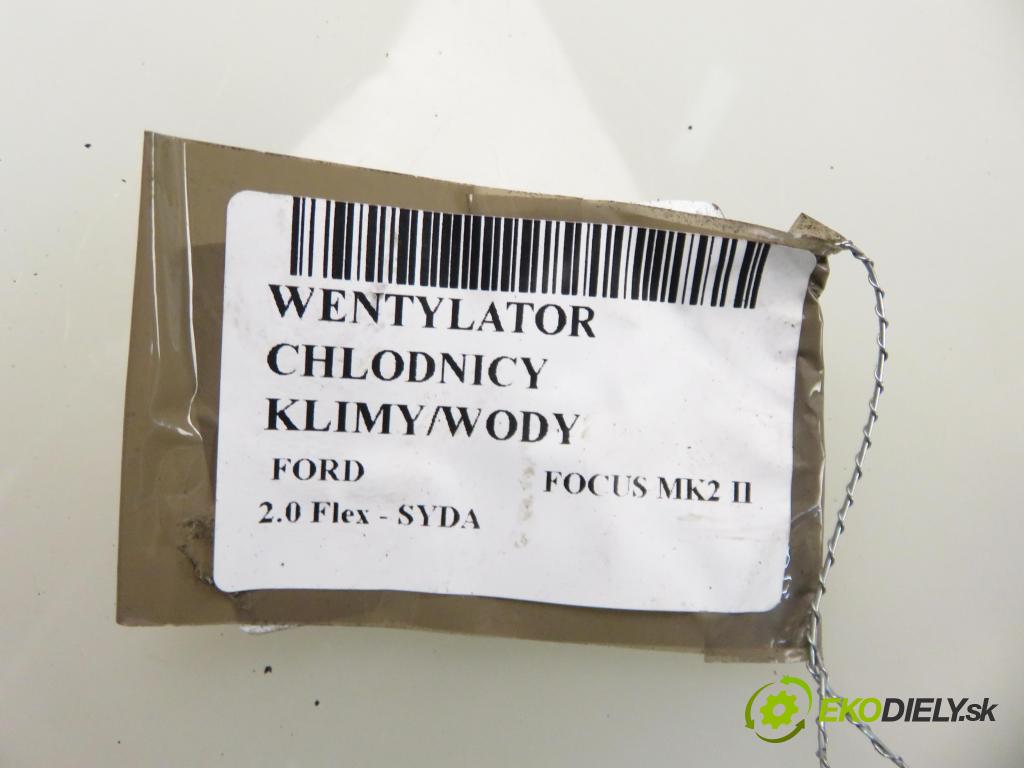 WENTYLATOR
CHLODNICY
KLIMY/WODY
FORD FOCUS MK2 II
2.0 Flex - SYDA
EKODIELY.sk